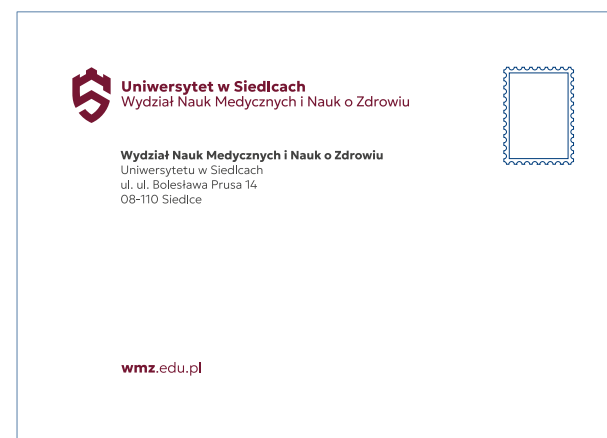 Uniwersytet w Siedlcach
Wydział Nauk Medycznych i Nauk o Zdrowiu
Wydział Nauk Medycznych i Nauk o Zdrowiu
Uniwersytetu w Siedlcach
ul. ul. Bolesława Prusa 14
08-110 Siedlce
wmz.edu.pl